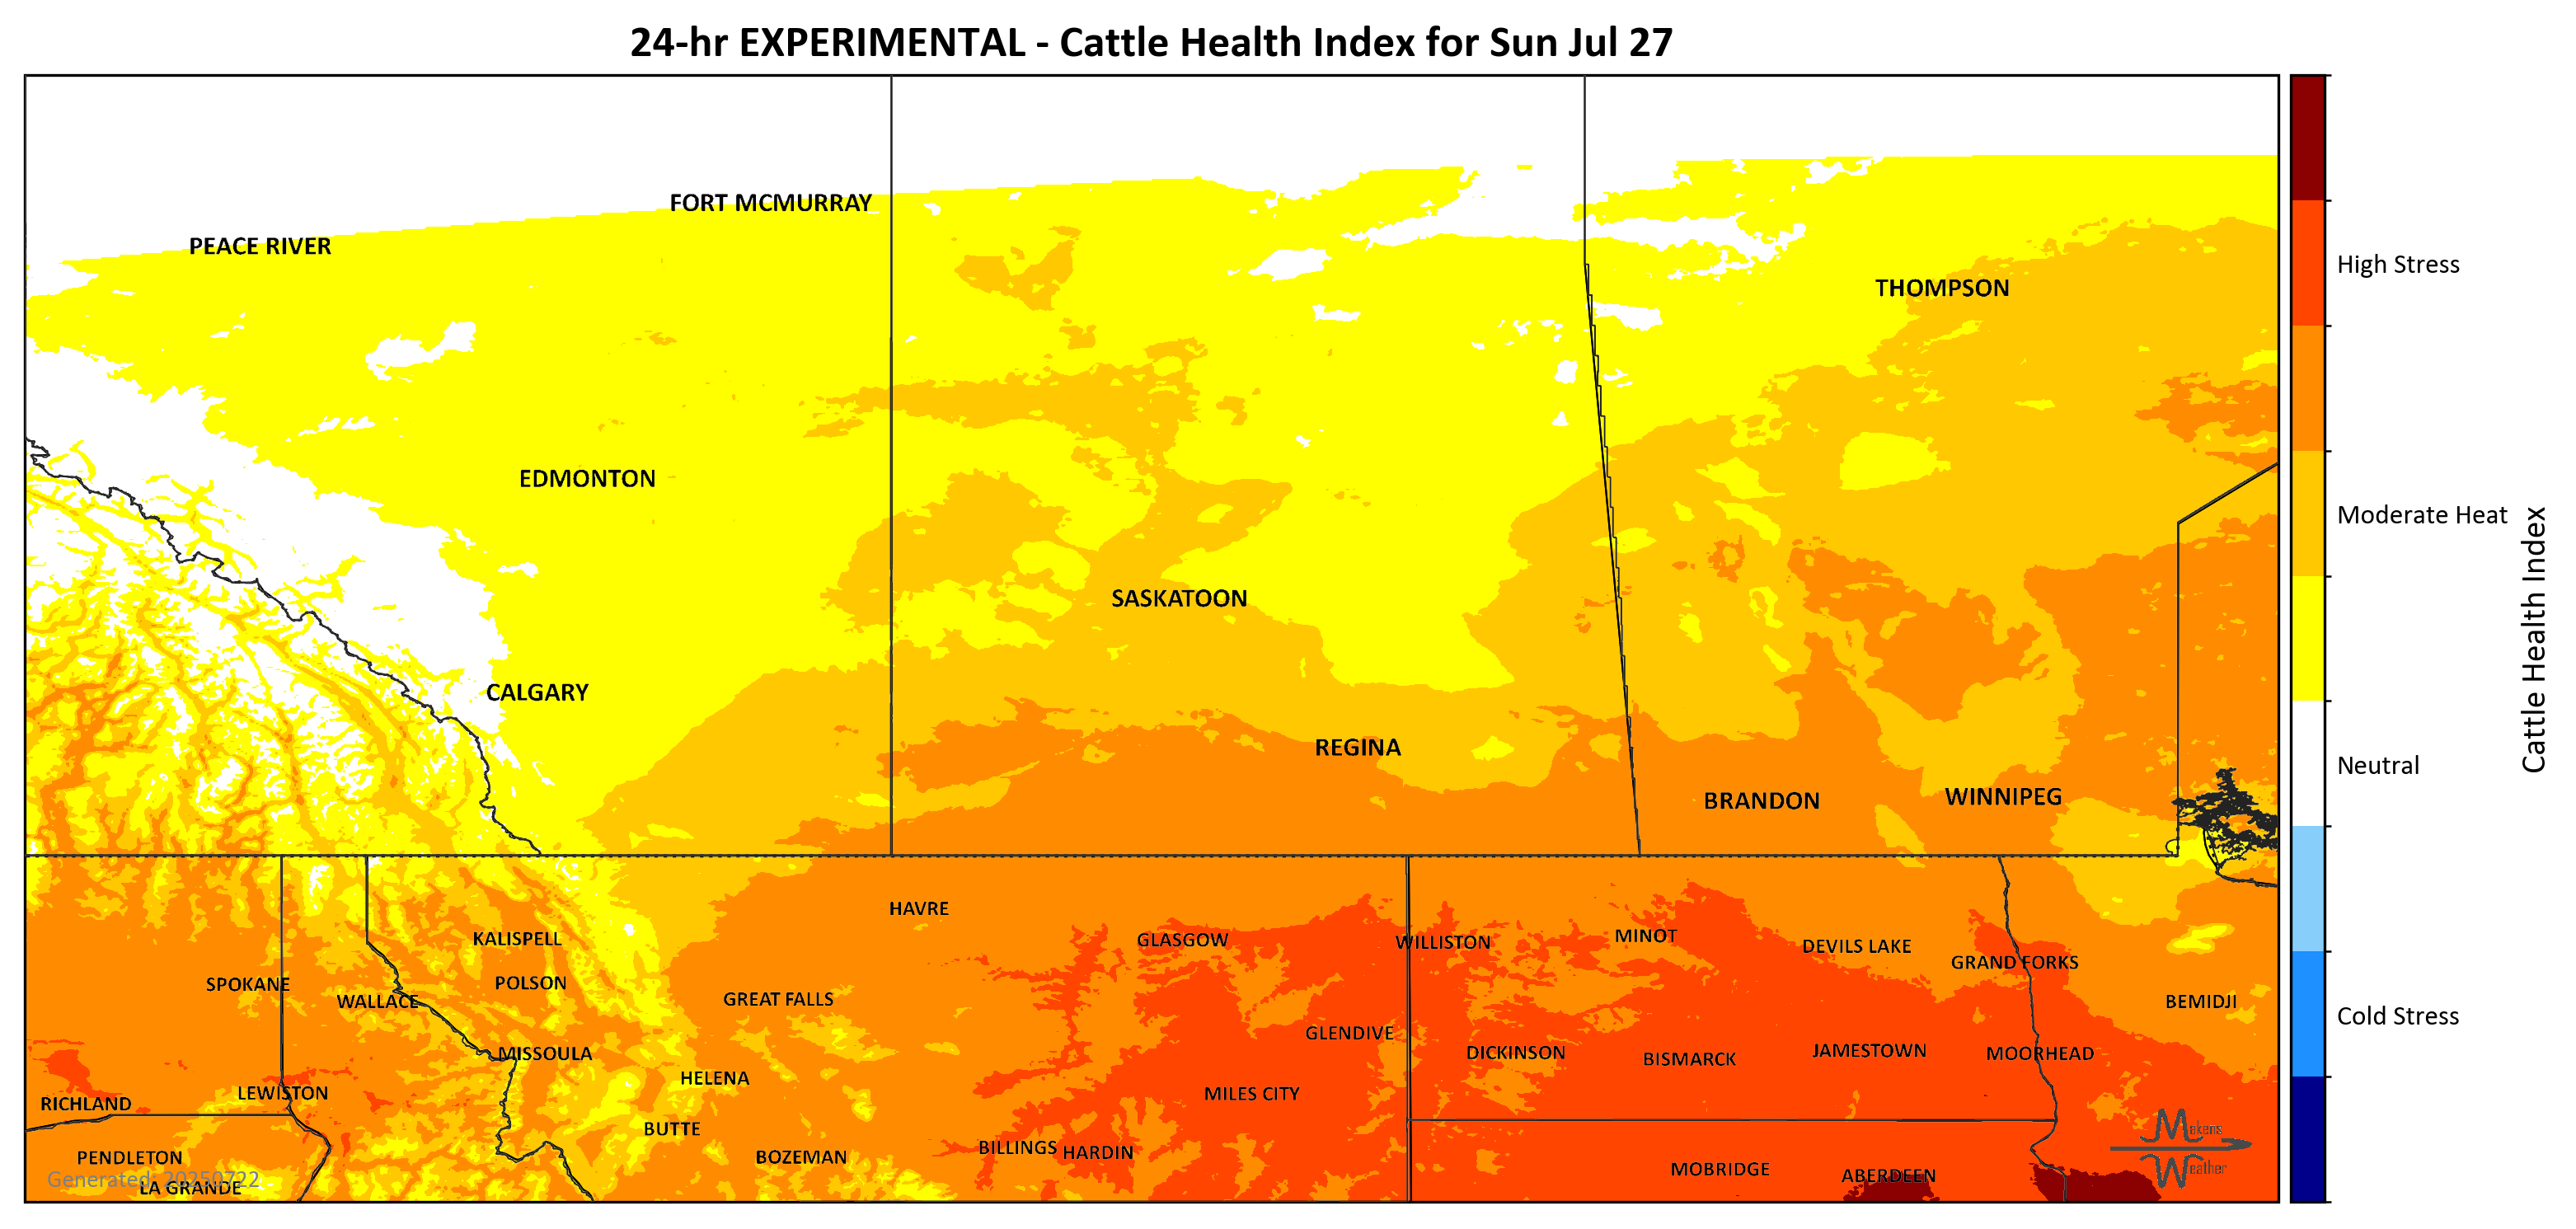 24-hr EXPERIMENTAL - Cattle Health Index for Sun Jul 27
FORT MCMURRAY
PEACE RIVER
THOMPSON
High Stress
EDMONTON
Moderate Heat
SASKATOON
Cattle Health Index
CALGARY
REGINA
Neutral
BRANDON
WINNIPEG
HAVRE
KALISPELL
GLASGOW
WILLISTON
MINOT
DEVILS LAKE
GRAND FORKS
SPOKANE
POLSON
WALLACE
GREAT FALLS
BEMIDJI
Cold Stress
GLENDIVE
MISSOULA
DICKINSON
BISMARCK
JAMESTOWN
MOORHEAD
HELENA
LEWISTON
MILES CITY
RICHLAND
BUTTE
Makens
Weather
BILLINGS
HARDIN
PENDLETON
BOZEMAN
MOBRIDGE
ABERDEEN
Generated: 20250722
LA GRANDE